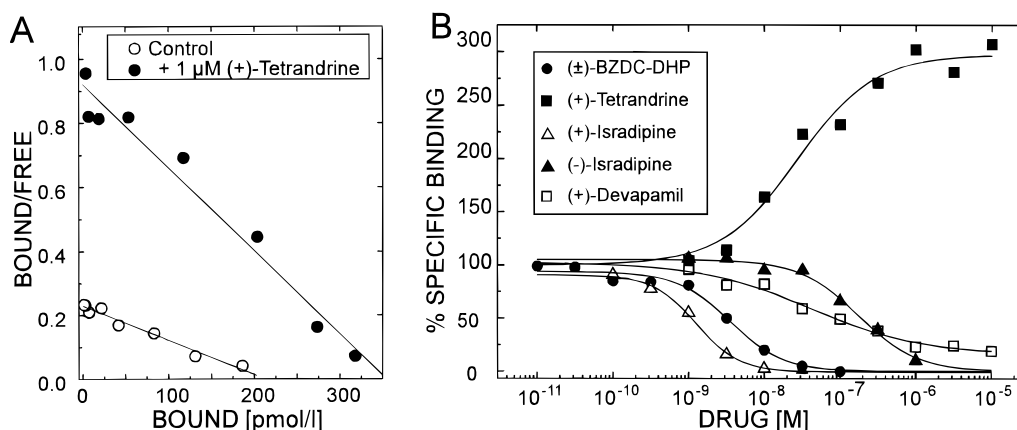 A
Control
+ 1 µM (+)-Tetrandrine
BOUND/FREE
1.0
0.8
0.6
0.4
0.2
0.0
0 100 200 300
BOUND [pmol/l]
B
(±)-BZDC-DHP
(+)-Tetrandrine
(+)-Isradipine
(-)-Isradipine
(+)-Devapamil
% SPECIFIC BINDING
300
250
200
150
100
50
0
10⁻¹¹ 10⁻¹⁰ 10⁻⁹ 10⁻⁸ 10⁻⁷ 10⁻⁶ 10⁻⁵
DRUG [M]